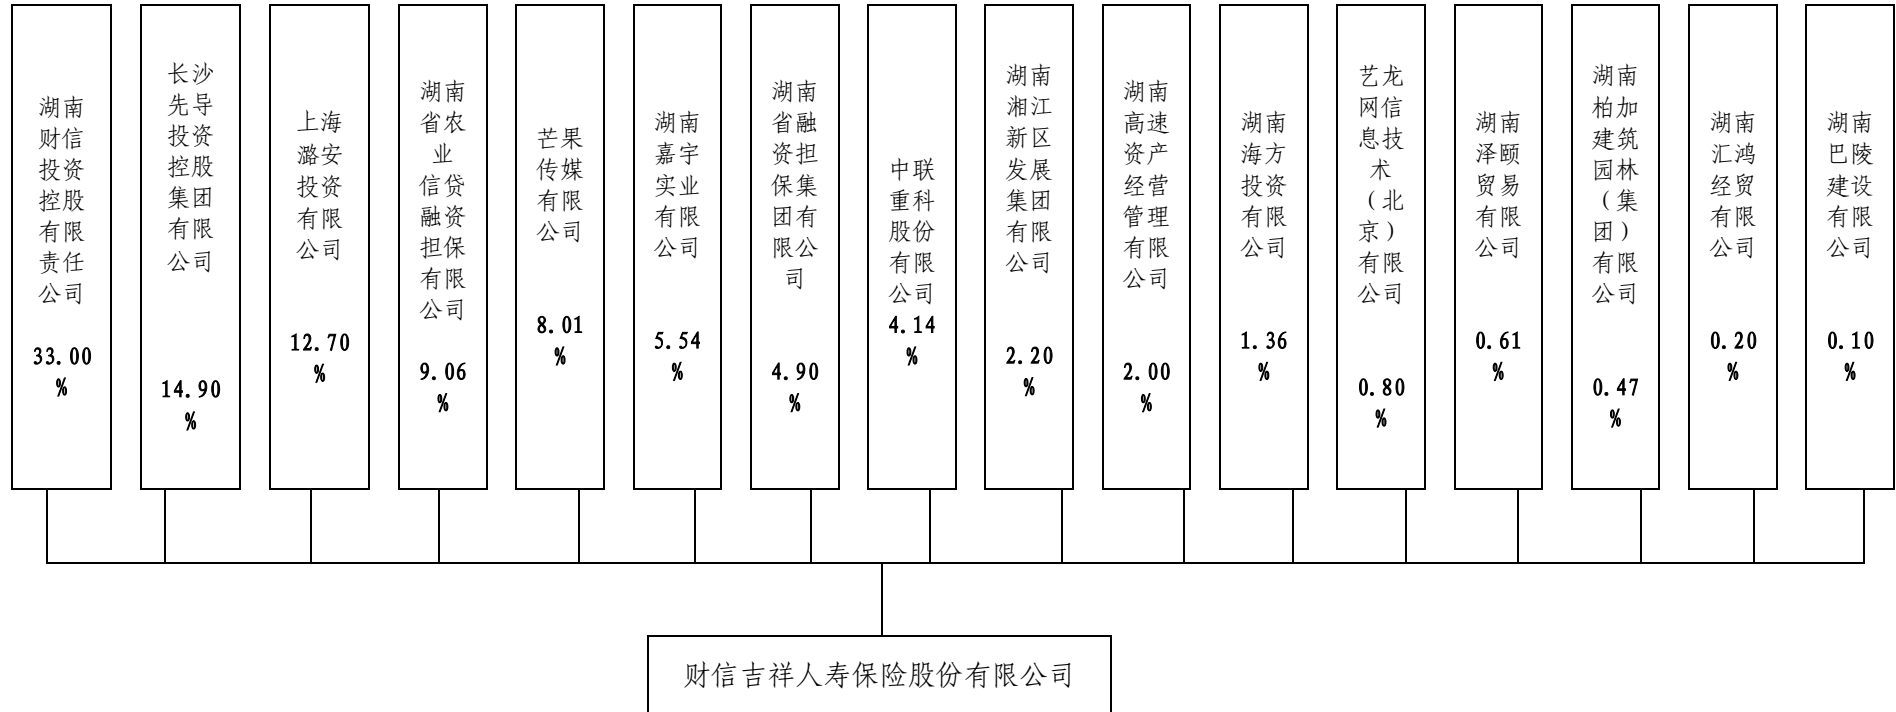 湖南
财信
投资
控股
有限
责任
公司
33.00
%
长沙
先导
投资
控股
集团
有限
公司
14.90
%
上海
潞安
投资
有限
公司
12.70
%
湖南
省农
业
信贷
融资
担保
有限
公司
9.06
%
芒果
传媒
有限
公司
8.01
%
湖南
嘉宇
实业
有限
公司
5.54
%
湖南
省融
资担
保集
团有
限公
司
4.90
%
中联
重科
股份
有限
公司
4.14
%
湖南
湘江
新区
发展
集团
有限
公司
2.20
%
湖南
高速
资产
经营
管理
有限
公司
2.00
%
湖南
海方
投资
有限
公司
1.36
%
艺龙
网信
息技
术
（北
京）
有限
公司
0.80
%
湖南
泽颐
贸易
有限
公司
0.61
%
湖南
柏加
建筑
园林
（集
团）
有限
公司
0.47
%
湖南
汇鸿
经贸
有限
公司
0.20
%
湖南
巴陵
建设
有限
公司
0.10
%
财信吉祥人寿保险股份有限公司